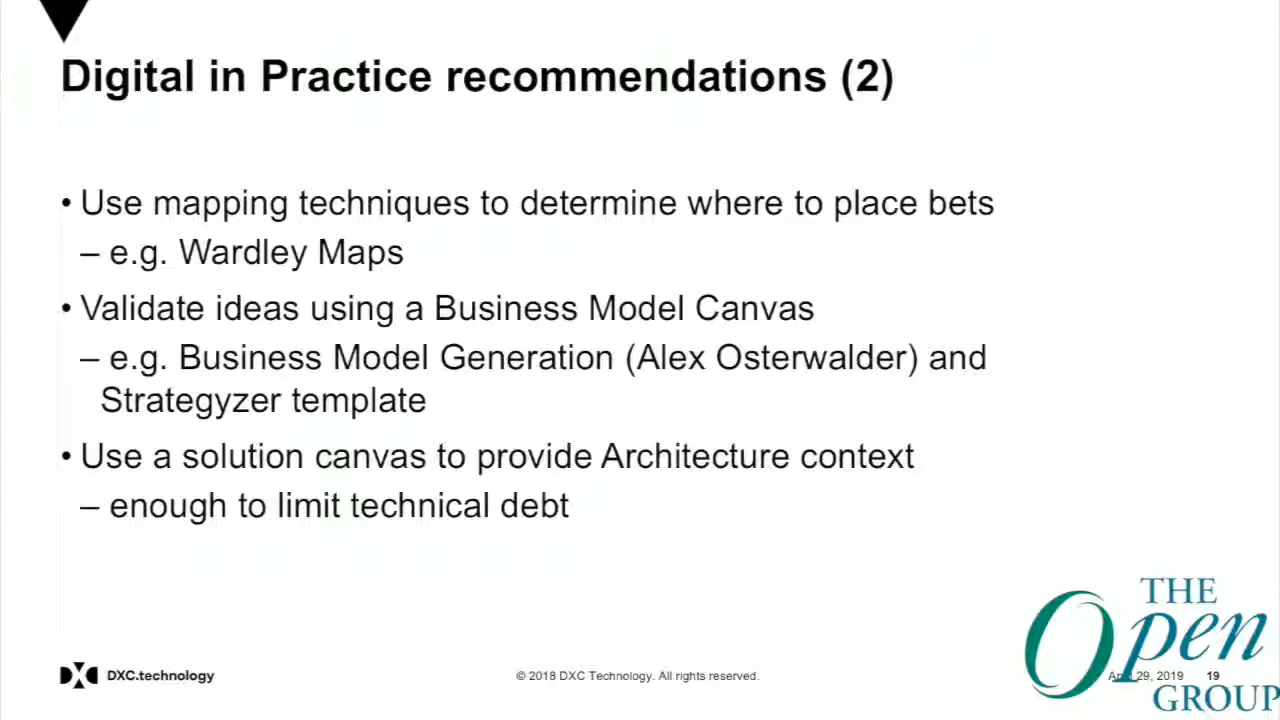 Digital in Practice recommendations (2)
• Use mapping techniques to determine where to place bets
– e.g. Wardley Maps
• Validate ideas using a Business Model Canvas
– e.g. Business Model Generation (Alex Osterwalder) and
Strategyzer template
• Use a solution canvas to provide Architecture context
– enough to limit technical debt
DXC.technology
© 2018 DXC Technology. All rights reserved.
29, 2019 19
THE
Open
GROUP